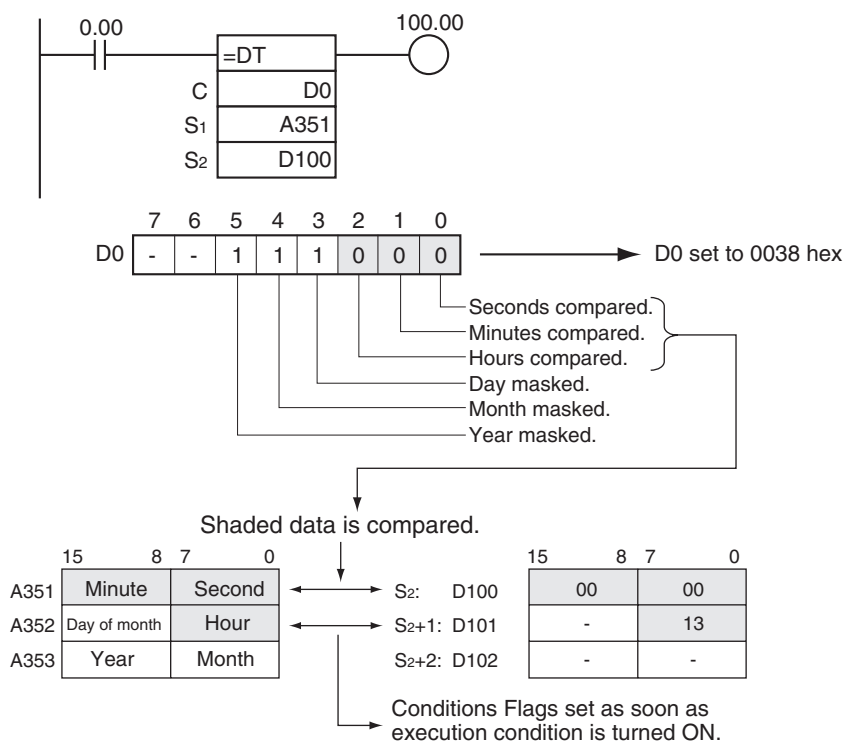 0.00
100.00
=DT
C D0
S1 A351
S2 D100
7 6 5 4 3 2 1 0
D0 - - 1 1 1 0 0 0 D0 set to 0038 hex
Seconds compared.
Minutes compared.
Hours compared.
Day masked.
Month masked.
Year masked.
Shaded data is compared.
15 8 7 0 15 8 7 0
A351 Minute Second S2: D100 00 00
A352 Day of month Hour S2+1: D101 - 13
A353 Year Month S2+2: D102 - -
Conditions Flags set as soon as
execution condition is turned ON.